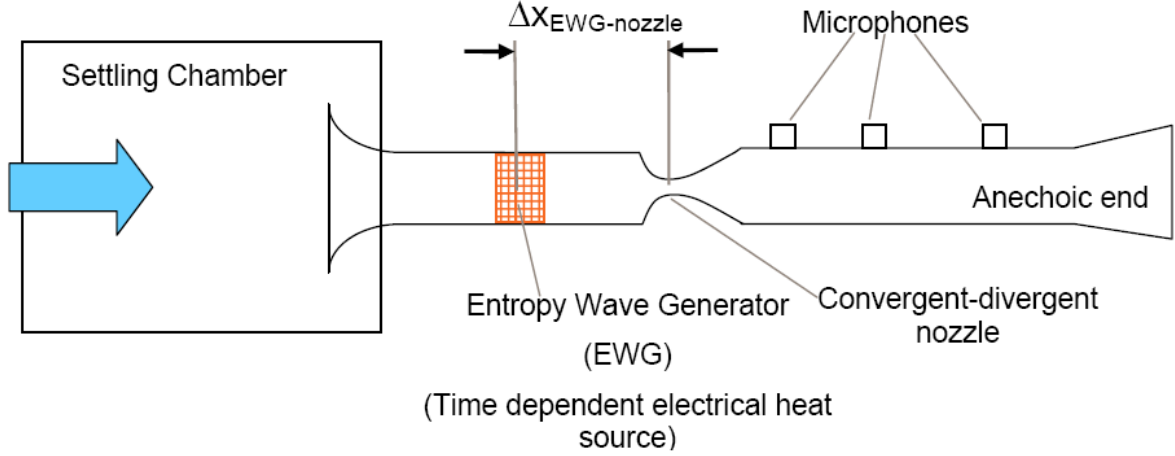 ΔxEWG-nozzle
Microphones
Settling Chamber
Anechoic end
Entropy Wave Generator
(EWG)
(Time dependent electrical heat
source)
Convergent-divergent
nozzle